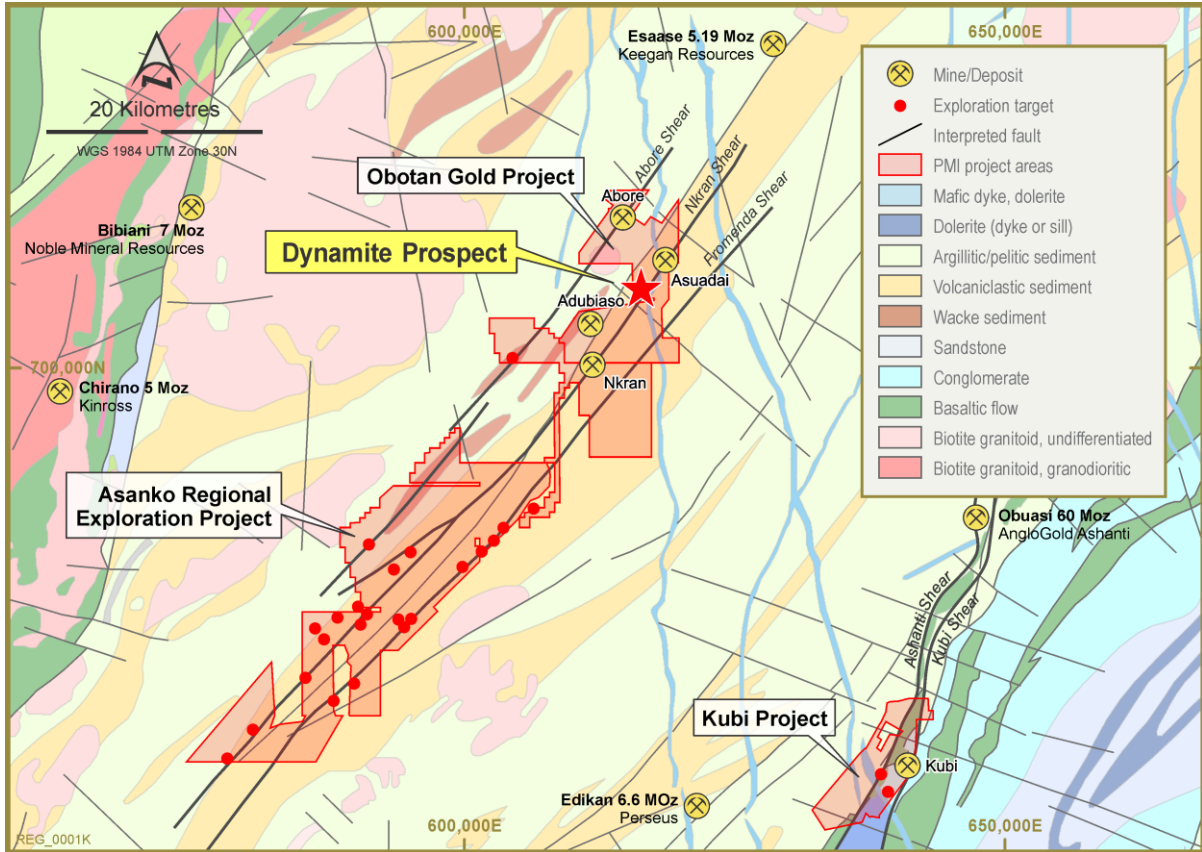 600,000E
650,000E
Esaase 5.19 Moz
Keegan Resources
20 Kilometres
WGS 1984 UTM Zone 30N
Mine/Deposit
Exploration target
Interpreted fault
PMI project areas
Mafic dyke, dolerite
Dolerite (dyke or sill)
Argillitic/pelitic sediment
Volcaniclastic sediment
Wacke sediment
Sandstone
Conglomerate
Basaltic flow
Biotite granitoid, undifferentiated
Biotite granitoid, granodioritic
Abore Shear
Nkran Shear
Fromenda Shear
Obotan Gold Project
Abore
Bibiani 7 Moz
Noble Mineral Resources
Dynamite Prospect
Asuadai
Adubiaso
700,000N
Nkran
Chirano 5 Moz
Kinross
Asanko Regional
Exploration Project
Obuasi 60 Moz
AngloGold Ashanti
Ashanti Shear
Kubi Shear
Kubi Project
Kubi
Edikan 6.6 MOz
Perseus
600,000E
650,000E
REG_0001K